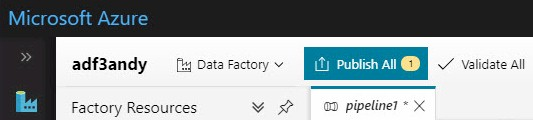 Microsoft Azure
adf3andy Data Factory Publish All 1 Validate All
Factory Resources pipeline1 *